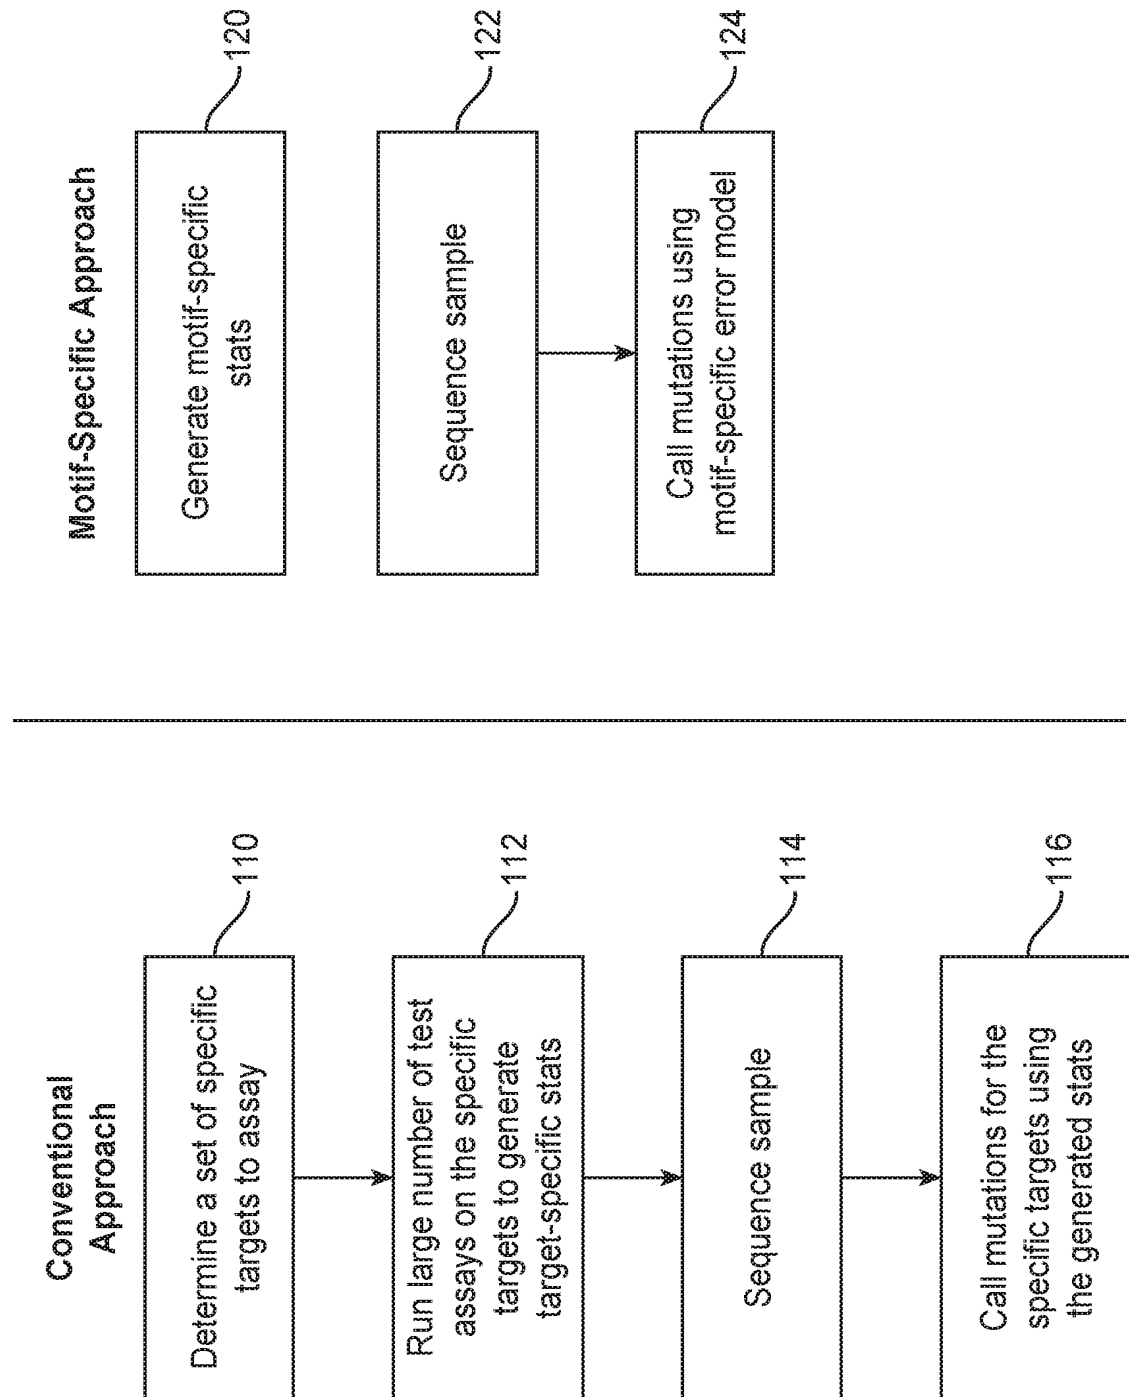 Conventional
Approach
Determine a set of specific
targets to assay
110
Run large number of test
assays on the specific
targets to generate
target-specific stats
112
Sequence sample
114
Call mutations for the
specific targets using
the generated stats
116
Motif-Specific Approach
Generate motif-specific
stats
120
Sequence sample
122
Call mutations using
motif-specific error model
124